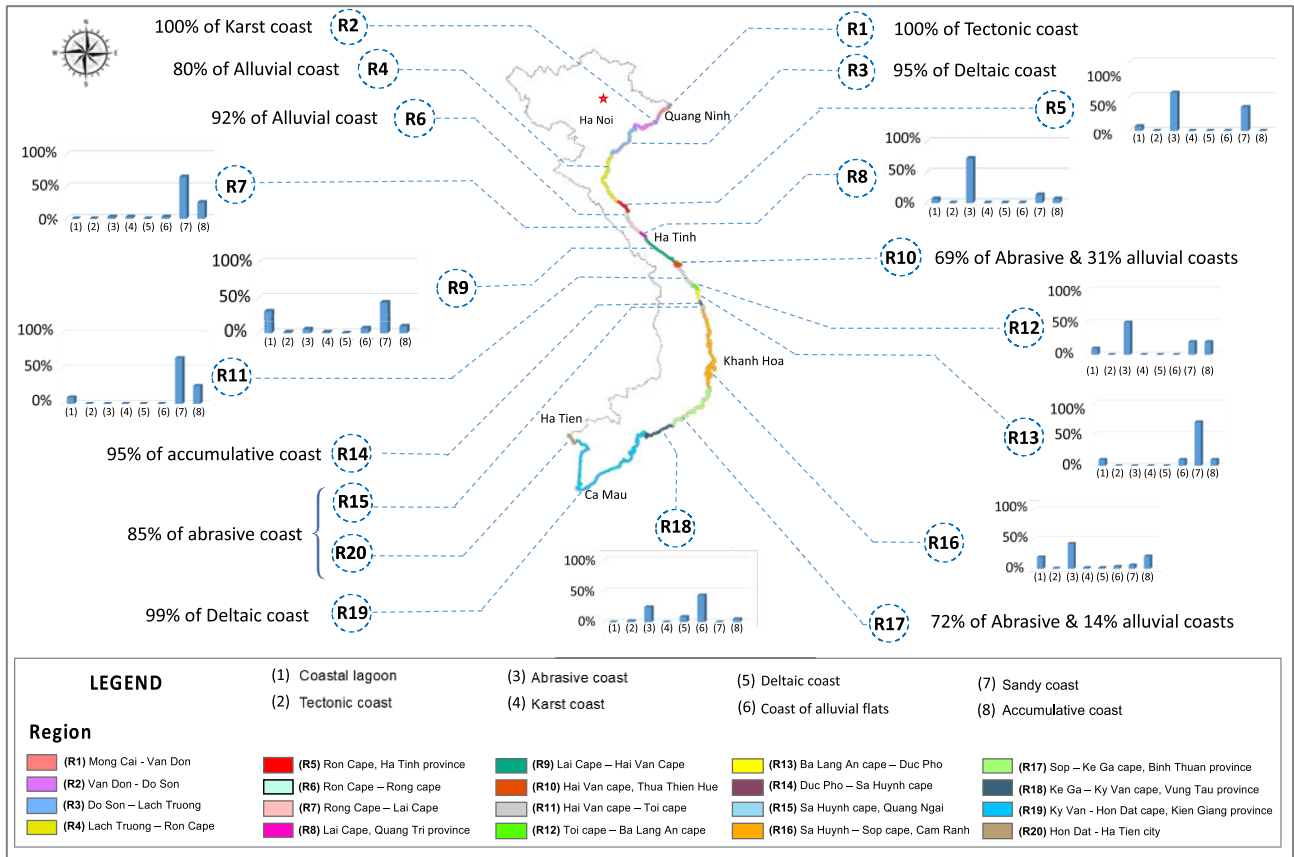 100% of Karst coast
R2
R1
100% of Tectonic coast
N
W
E
S
80% of Alluvial coast
R4
R3
95% of Deltaic coast
92% of Alluvial coast
R6
Ha Noi
Quang Ninh
R5
100%
50%
0%
(1) (2) (3) (4) (5) (6) (7) (8)
100%
50%
0%
(1) (2) (3) (4) (5) (6) (7) (8)
R7
R8
100%
50%
0%
(1) (2) (3) (4) (5) (6) (7) (8)
Ha Tinh
R10
69% of Abrasive & 31% alluvial coasts
100%
50%
0%
(1) (2) (3) (4) (5) (6) (7) (8)
R9
R12
100%
50%
0%
(1) (2) (3) (4) (5) (6) (7) (8)
100%
50%
0%
(1) (2) (3) (4) (5) (6) (7) (8)
R11
Khanh Hoa
Ha Tien
R13
100%
50%
0%
(1) (2) (3) (4) (5) (6) (7) (8)
95% of accumulative coast
R14
R15
85% of abrasive coast
R20
Ca Mau
R18
R16
100%
50%
0%
(1) (2) (3) (4) (5) (6) (7) (8)
99% of Deltaic coast
R19
100%
50%
0%
(1) (2) (3) (4) (5) (6) (7) (8)
R17
72% of Abrasive & 14% alluvial coasts
LEGEND
(1) Coastal lagoon
(2) Tectonic coast
(3) Abrasive coast
(4) Karst coast
(5) Deltaic coast
(6) Coast of alluvial flats
(7) Sandy coast
(8) Accumulative coast
Region
(R1) Mong Cai - Van Don
(R2) Van Don - Do Son
(R3) Do Son – Lach Truong
(R4) Lach Truong – Ron Cape
(R5) Ron Cape, Ha Tinh province
(R6) Ron Cape – Rong cape
(R7) Rong Cape – Lai Cape
(R8) Lai Cape, Quang Tri province
(R9) Lai Cape – Hai Van Cape
(R10) Hai Van cape, Thua Thien Hue
(R11) Hai Van cape – Toi cape
(R12) Toi cape – Ba Lang An cape
(R13) Ba Lang An cape – Duc Pho
(R14) Duc Pho – Sa Huynh cape
(R15) Sa Huynh cape, Quang Ngai
(R16) Sa Huynh – Sop cape, Cam Ranh
(R17) Sop – Ke Ga cape, Binh Thuan province
(R18) Ke Ga – Ky Van cape, Vung Tau province
(R19) Ky Van - Hon Dat cape, Kien Giang province
(R20) Hon Dat - Ha Tien city